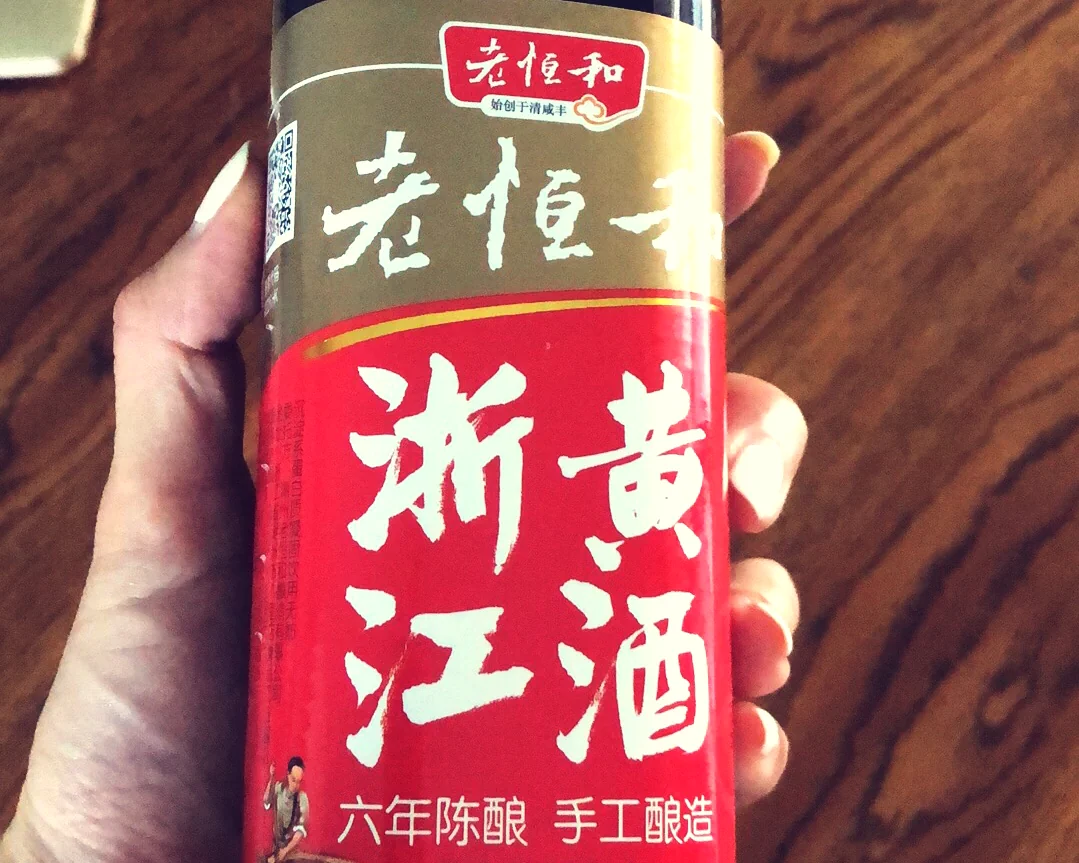 老恒和
始创于清咸丰
老恒和
浙江
黄酒
六年陈酿 手工酿造